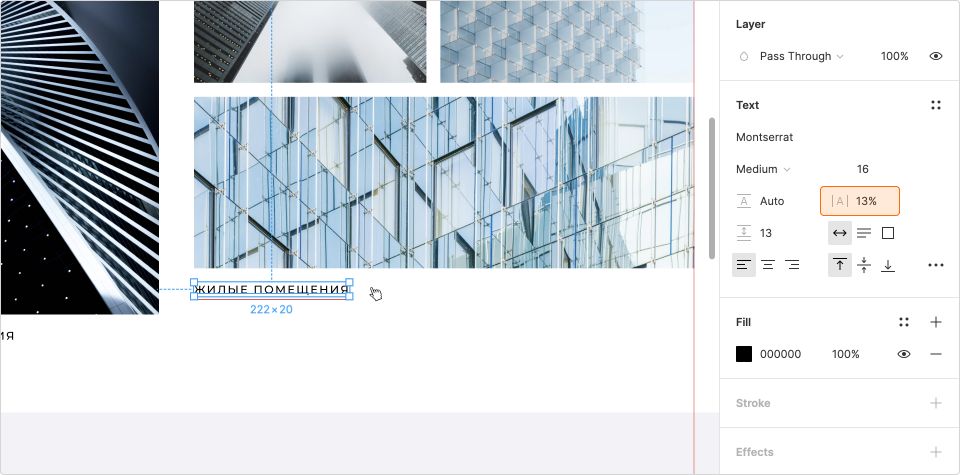 ЖИЛЫЕ ПОМЕЩЕНИЯ
222×20
ИЯ
Layer
Pass Through 100%
Text
Montserrat
Medium 16
A Auto |A| 13%
13
Fill
000000 100%
Stroke
Effects